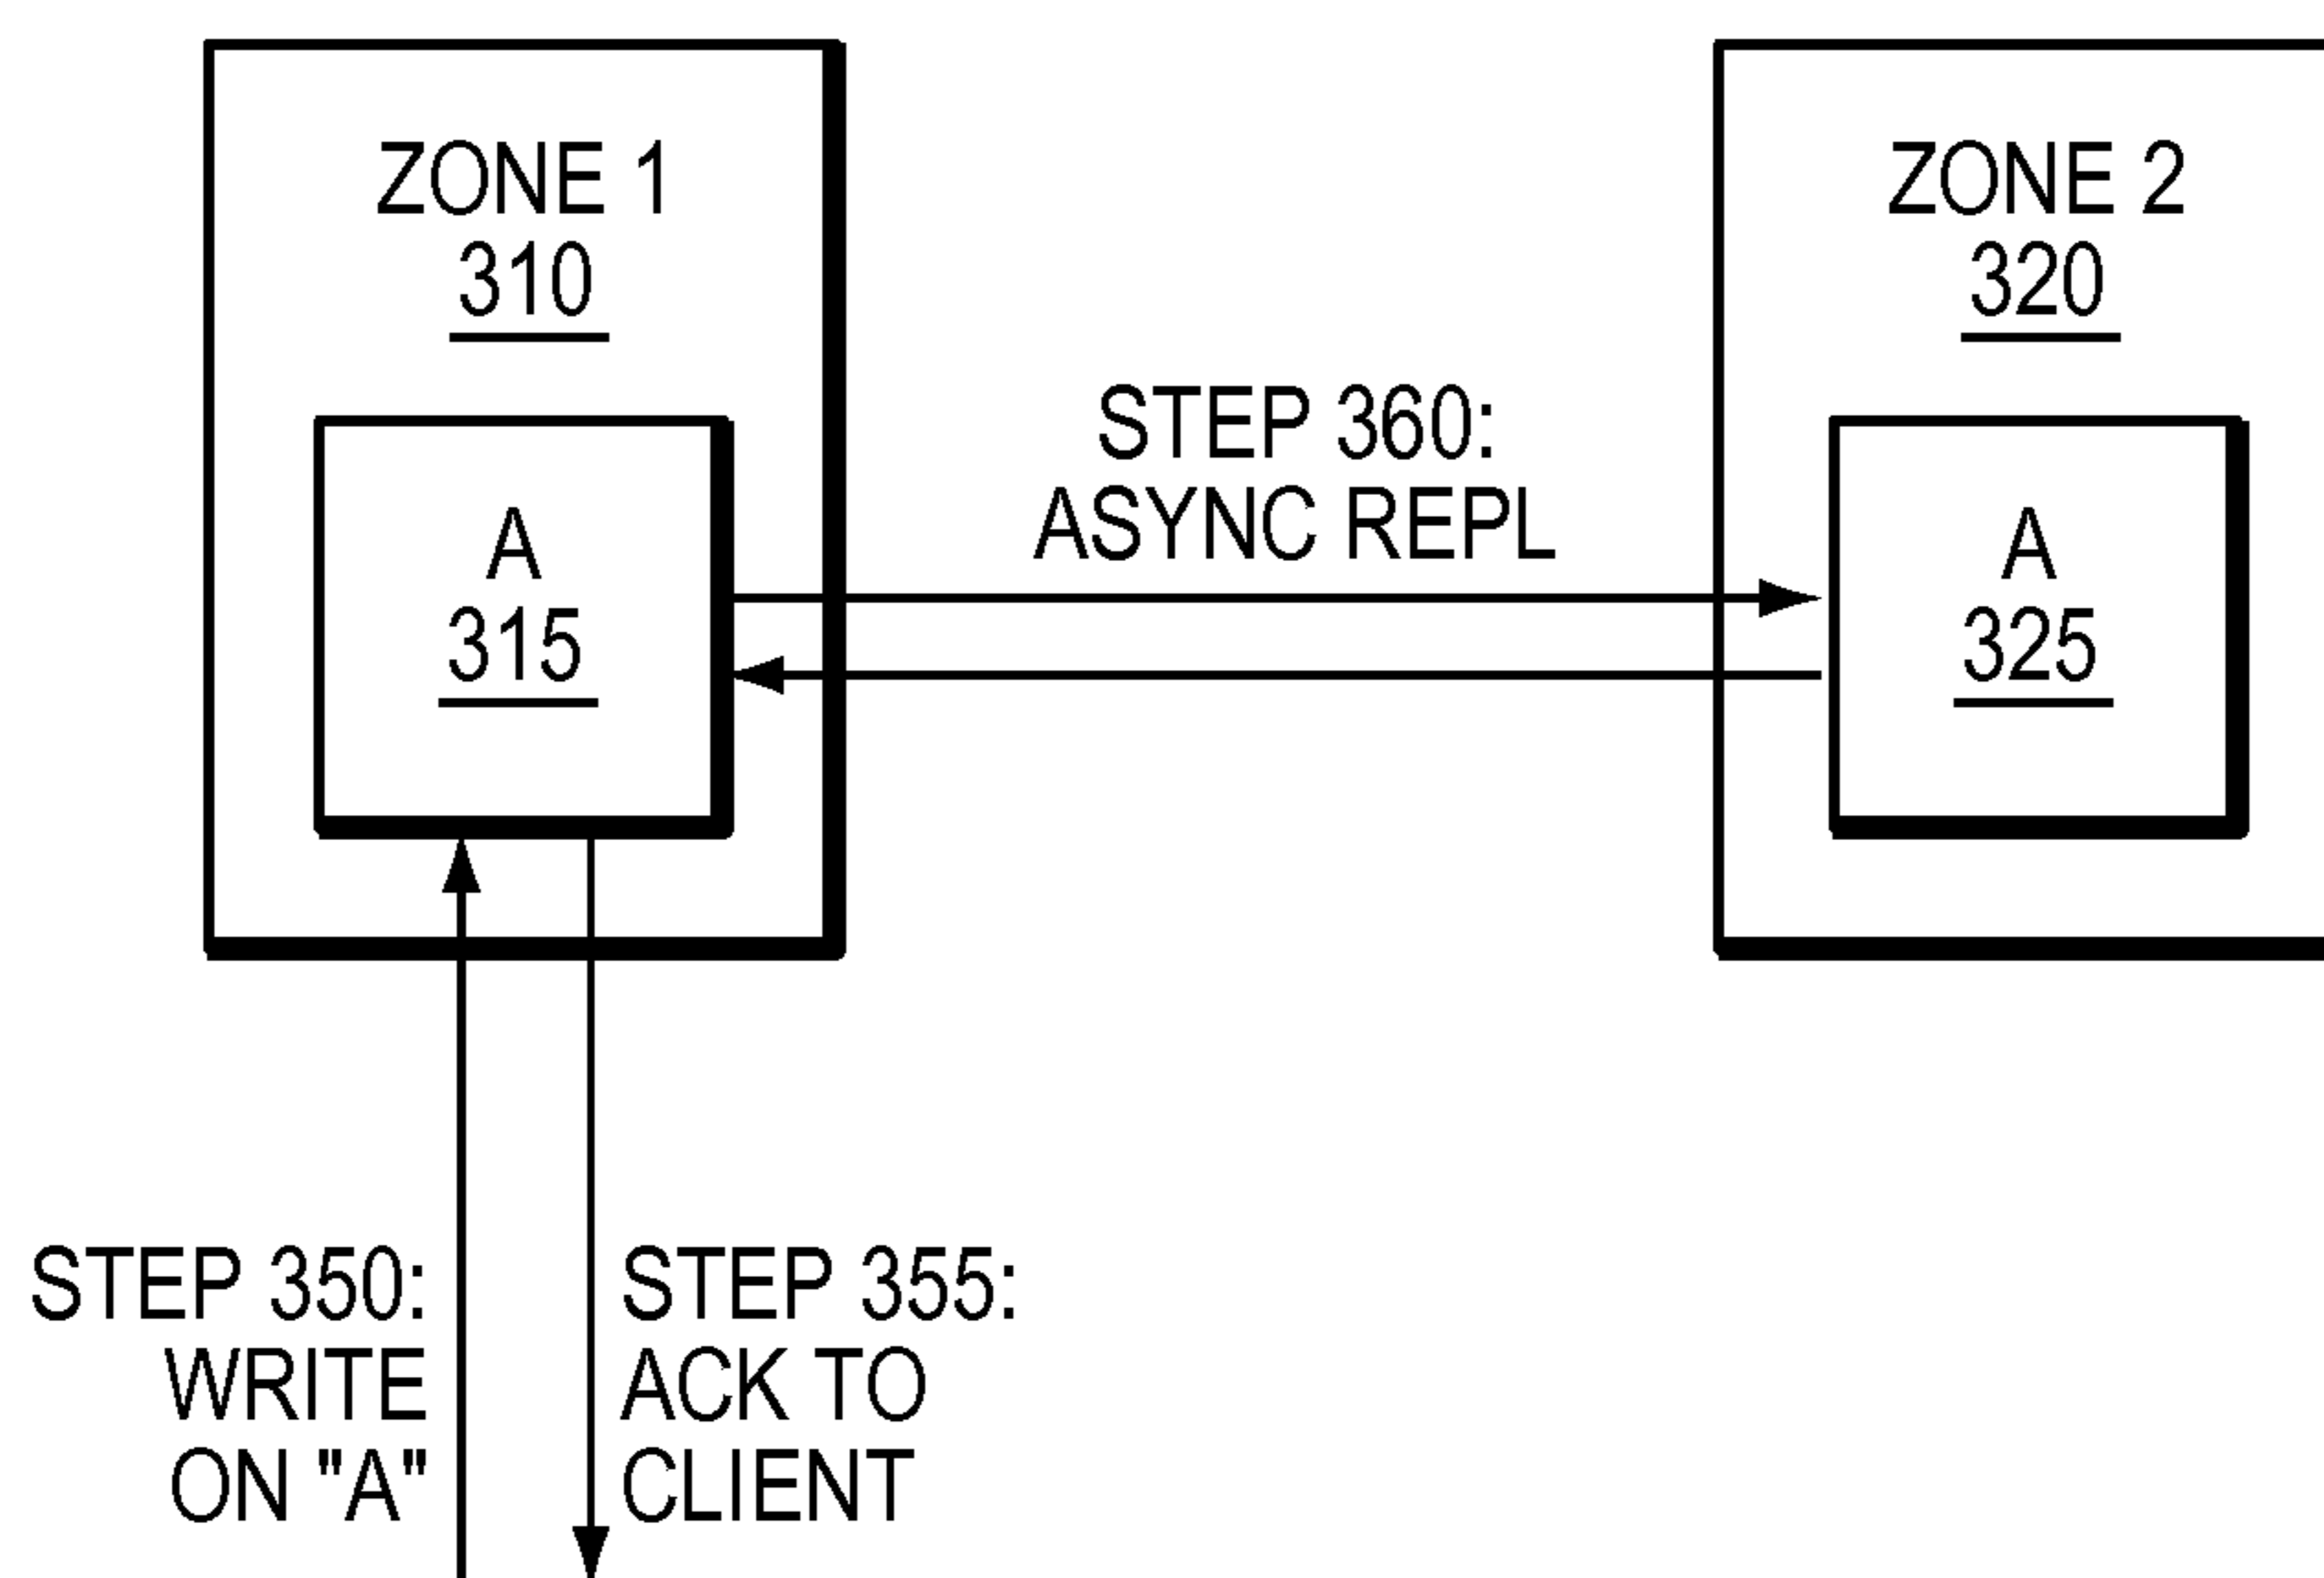 ZONE 1
310
A
315
STEP 360:
ASYNC REPL
ZONE 2
320
A
325
STEP 350:
WRITE
ON "A"
STEP 355:
ACK TO
CLIENT